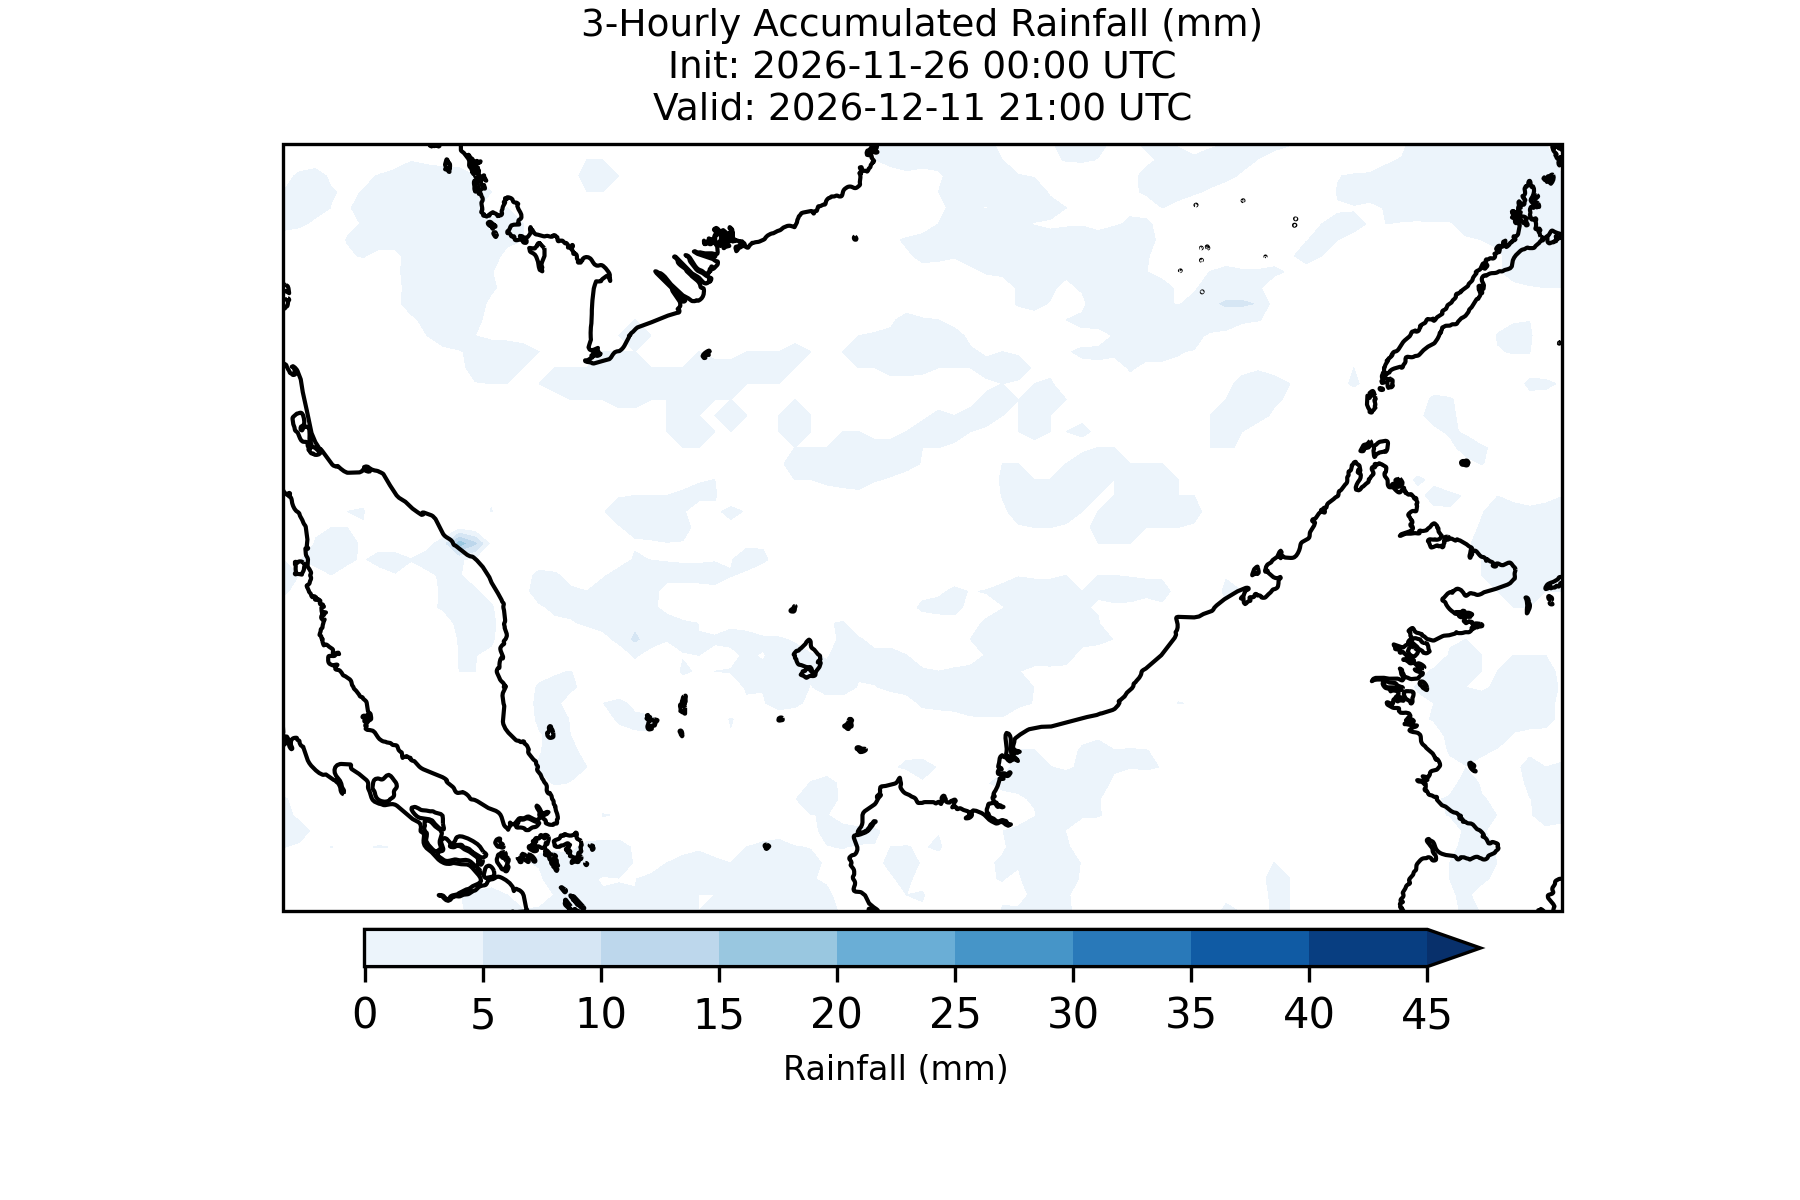 3-Hourly Accumulated Rainfall (mm)
Init: 2026-11-26 00:00 UTC
Valid: 2026-12-11 21:00 UTC
0 5 10 15 20 25 30 35 40 45
Rainfall (mm)